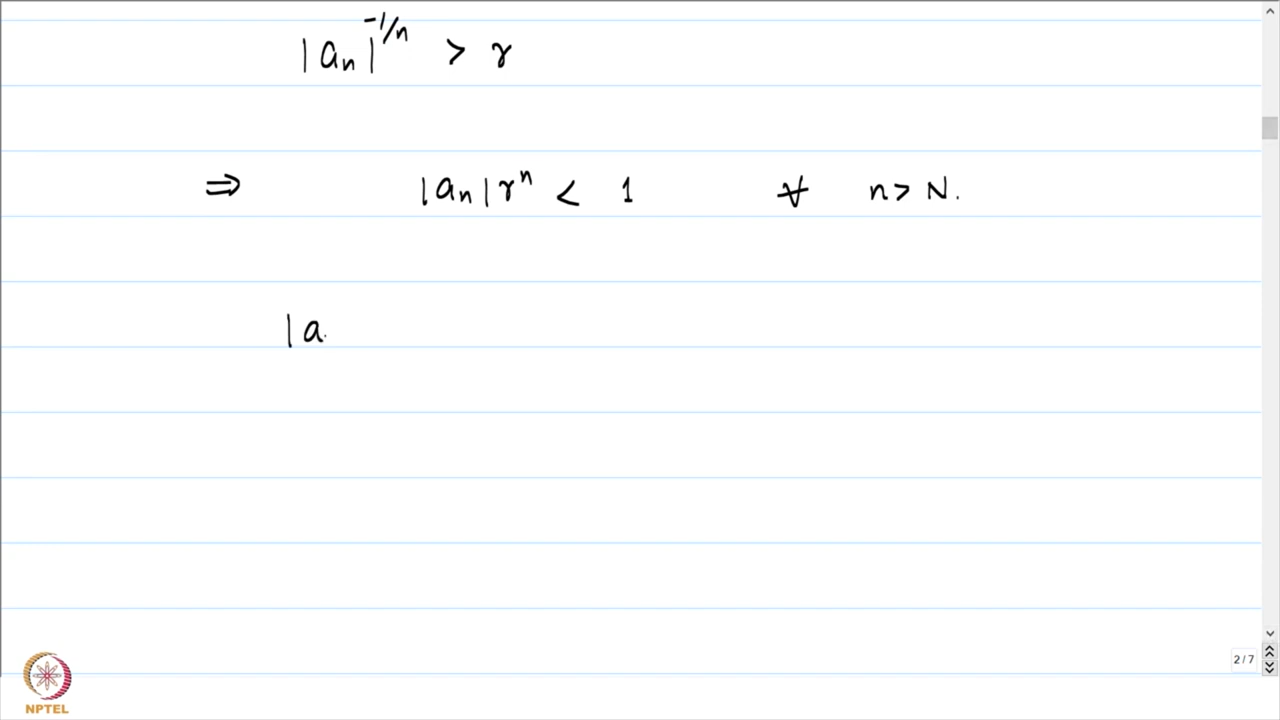 |aₙ|^{-1/n} > r
⇒ |aₙ| rⁿ < 1 ∀ n > N.
|a
2 / 7
NPTEL